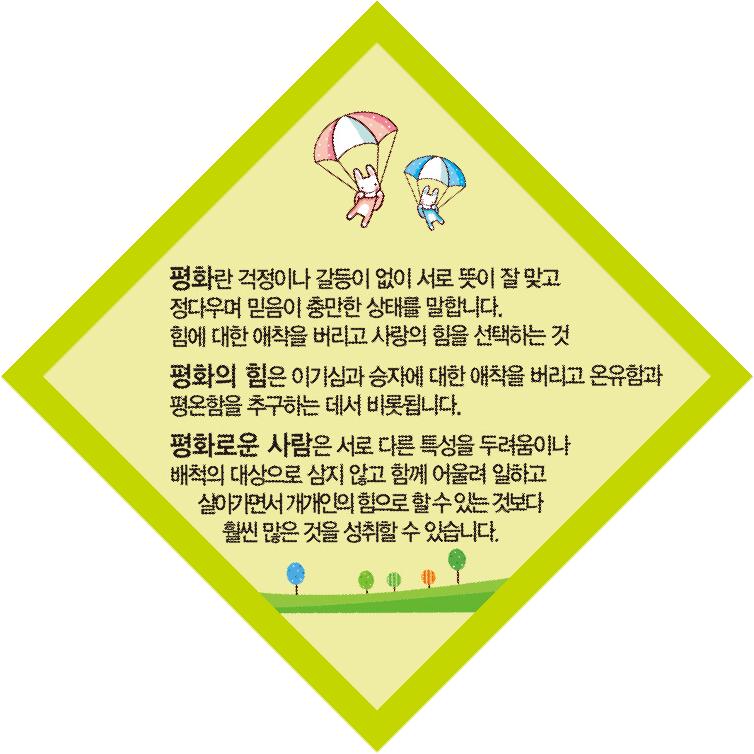 평화란 걱정이나 갈등이 없이 서로 뜻이 잘 맞고
정다우며 믿음이 충만한 상태를 말합니다.
힘에 대한 애착을 버리고 사랑의 힘을 선택하는 것
평화의 힘은 이기심과 승자에 대한 애착을 버리고 온유함과
평온함을 추구하는 데서 비롯됩니다.
평화로운 사람은 서로 다른 특성을 두려움이나
배척의 대상으로 삼지 않고 함께 어울려 일하고
살아가면서 개개인의 힘으로 할 수 있는 것보다
훨씬 많은 것을 성취할 수 있습니다.